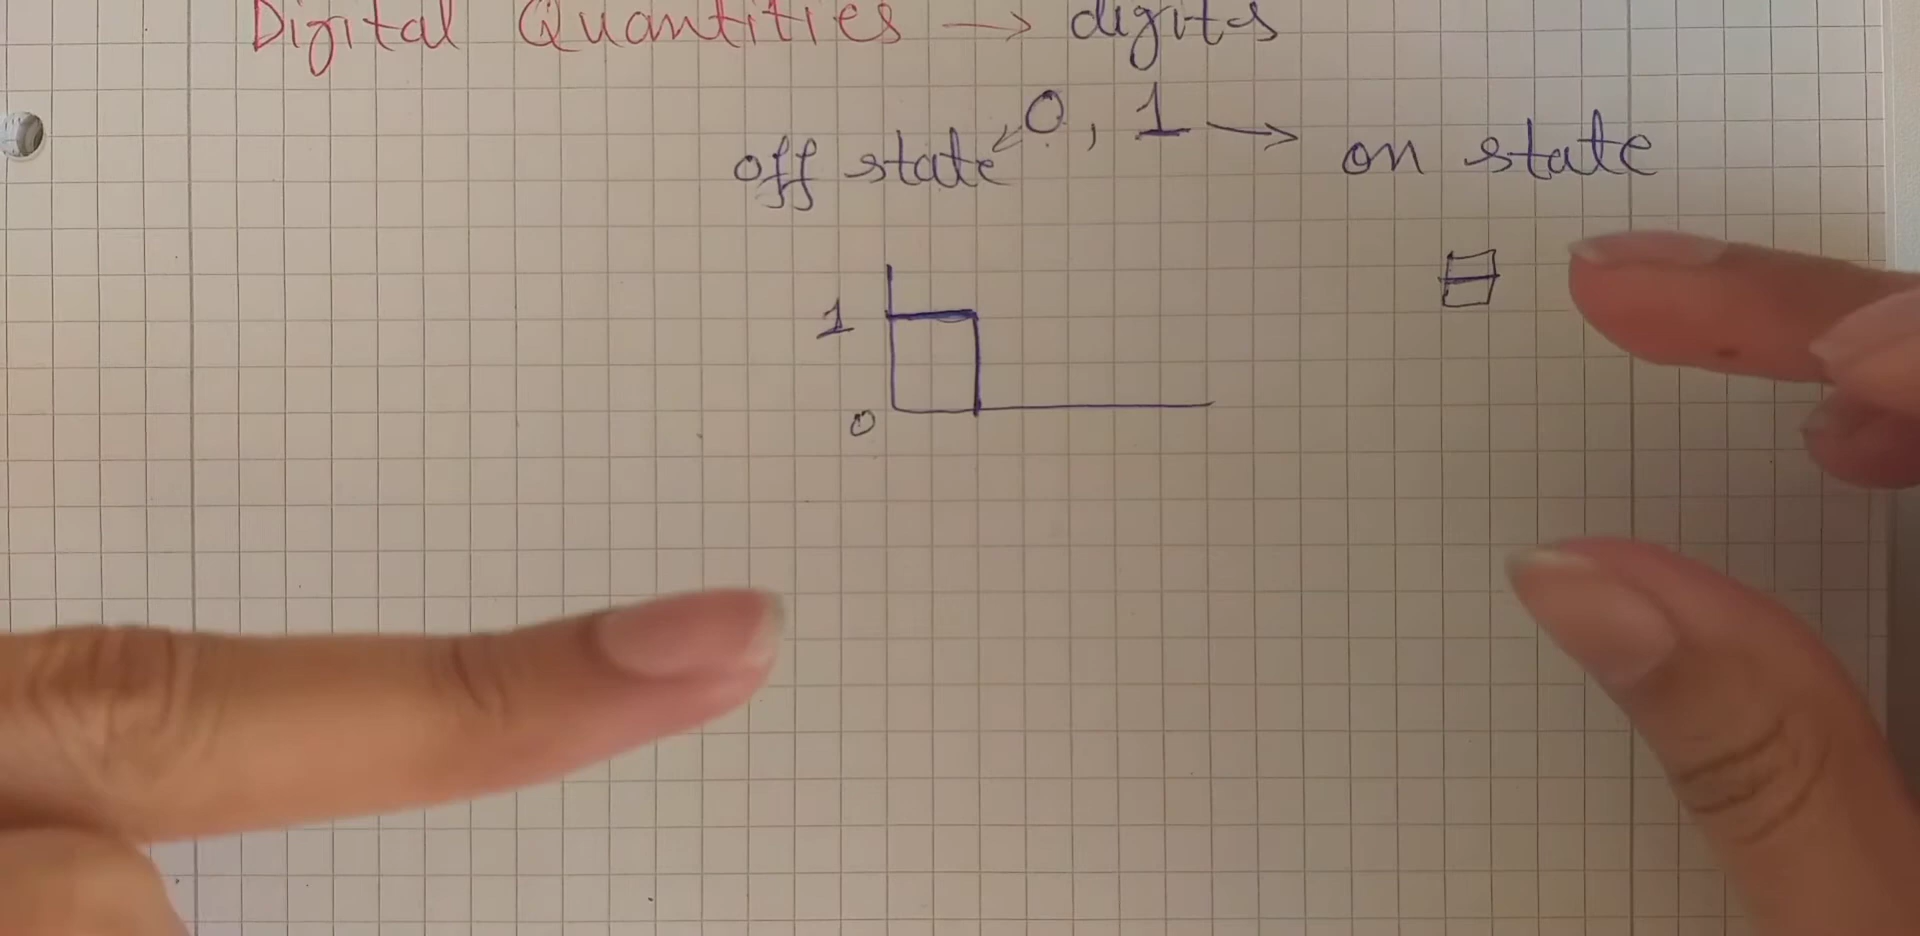 Digital Quantities → digits
0, 1 → on state
off state
1
0